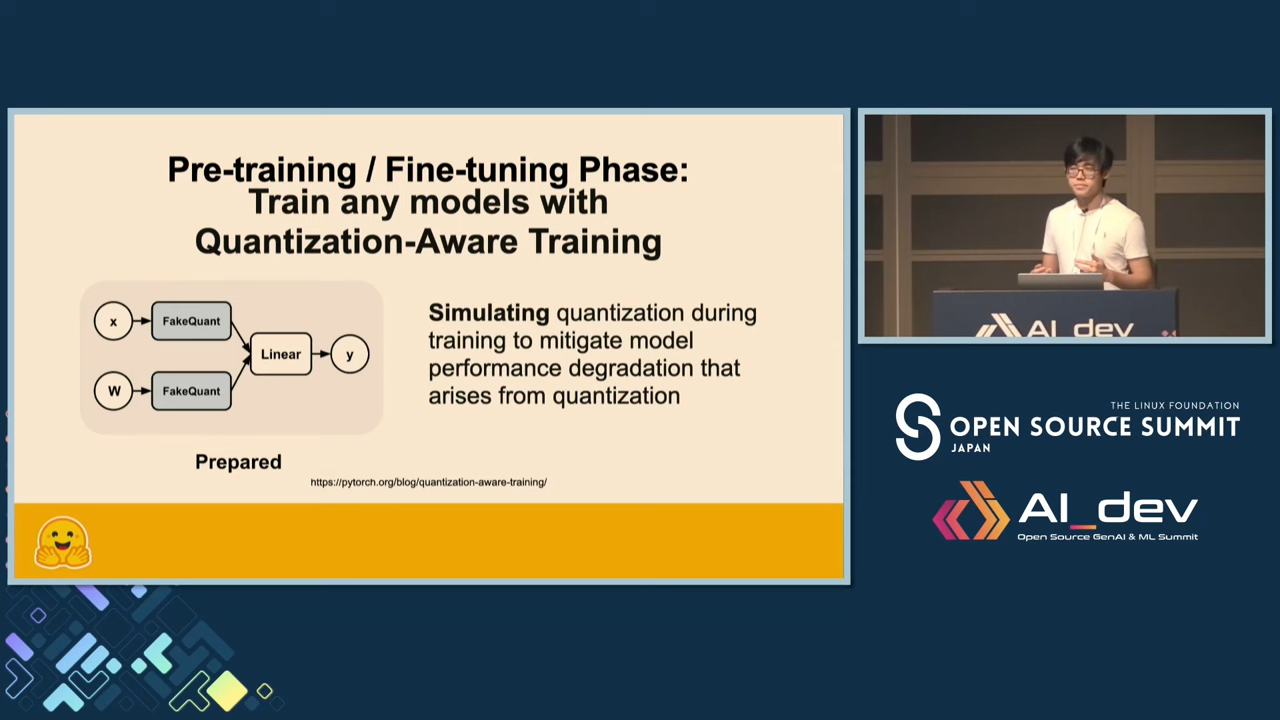 Pre-training / Fine-tuning Phase:
Train any models with
Quantization-Aware Training
x
FakeQuant
W
FakeQuant
Linear
y
Prepared
Simulating quantization during
training to mitigate model
performance degradation that
arises from quantization
https://pytorch.org/blog/quantization-aware-training/
AI_dev
THE LINUX FOUNDATION
OPEN SOURCE SUMMIT
JAPAN
AI_dev
Open Source GenAI & ML Summit